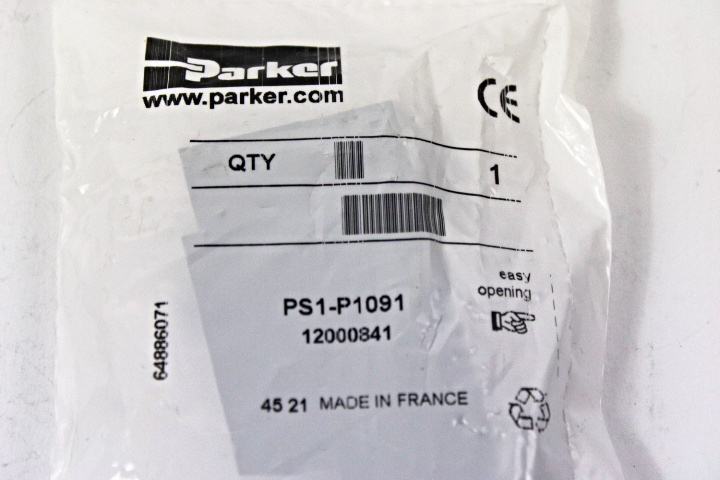 Parker
www.parker.com
CE
QTY 1
easy
opening
PS1-P1091
12000841
64886071
45 21 MADE IN FRANCE